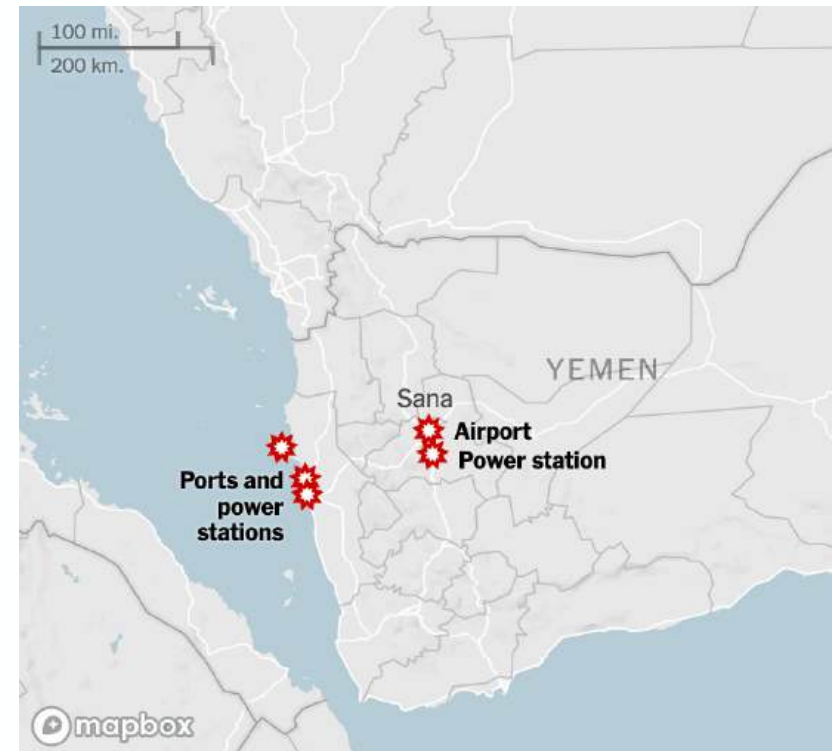 100 mi.
200 km.
YEMEN
Sana
Airport
Power station
Ports and
power
stations
mapbox